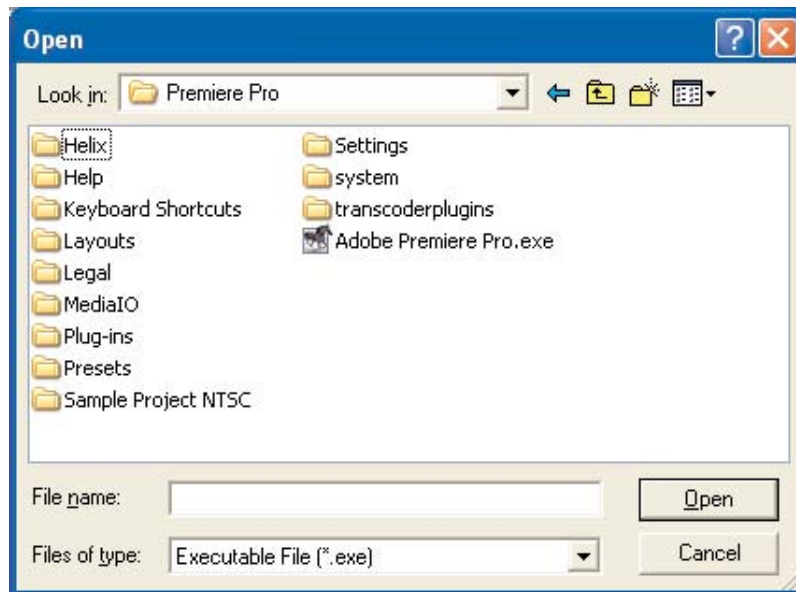 Open
Look in: Premiere Pro
Helix
Help
Keyboard Shortcuts
Layouts
Legal
MediaIO
Plug-ins
Presets
Sample Project NTSC
Settings
system
transcoderplugins
Adobe Premiere Pro.exe
File name: Open
Files of type: Executable File (*.exe) Cancel